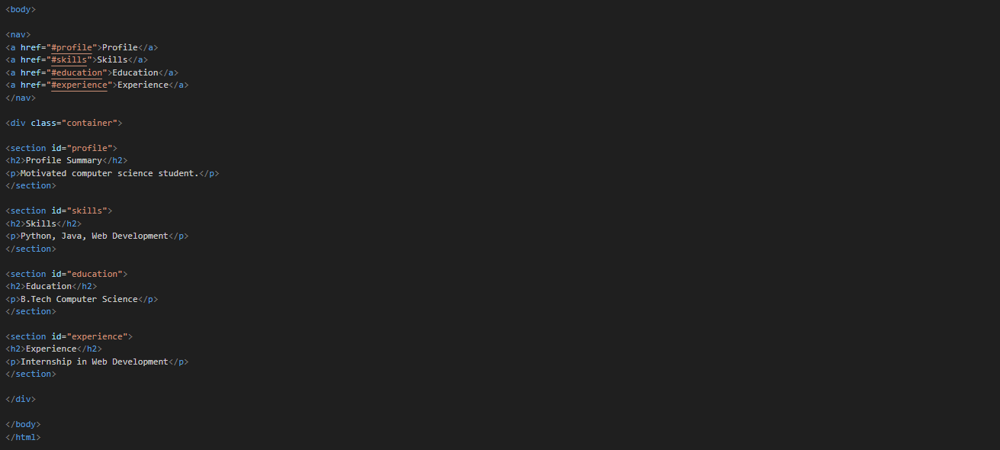 <body>
<nav>
<a href="#profile">Profile</a>
<a href="#skills">Skills</a>
<a href="#education">Education</a>
<a href="#experience">Experience</a>
</nav>
<div class="container">
<section id="profile">
<h2>Profile Summary</h2>
<p>Motivated computer science student.</p>
</section>
<section id="skills">
<h2>Skills</h2>
<p>Python, Java, Web Development</p>
</section>
<section id="education">
<h2>Education</h2>
<p>B.Tech Computer Science</p>
</section>
<section id="experience">
<h2>Experience</h2>
<p>Internship in Web Development</p>
</section>
</div>
</body>
</html>